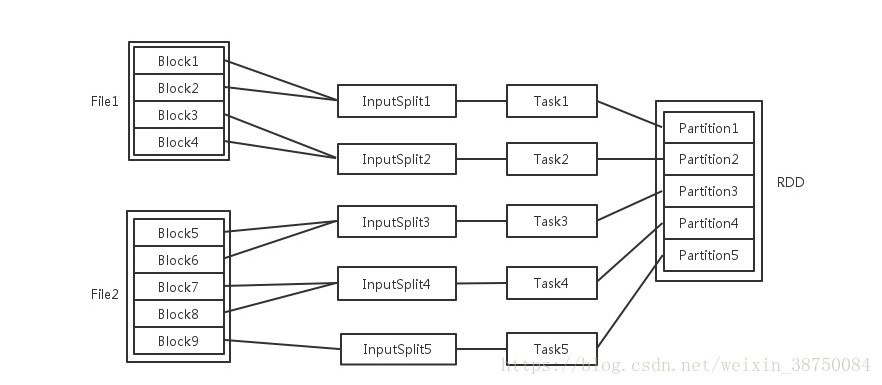 File1
Block1
Block2
Block3
Block4
InputSplit1
Task1
InputSplit2
Task2
File2
Block5
Block6
Block7
Block8
Block9
InputSplit3
Task3
InputSplit4
Task4
InputSplit5
Task5
Partition1
Partition2
Partition3
Partition4
Partition5
RDD
https://blog.csdn.net/weixin_38750084